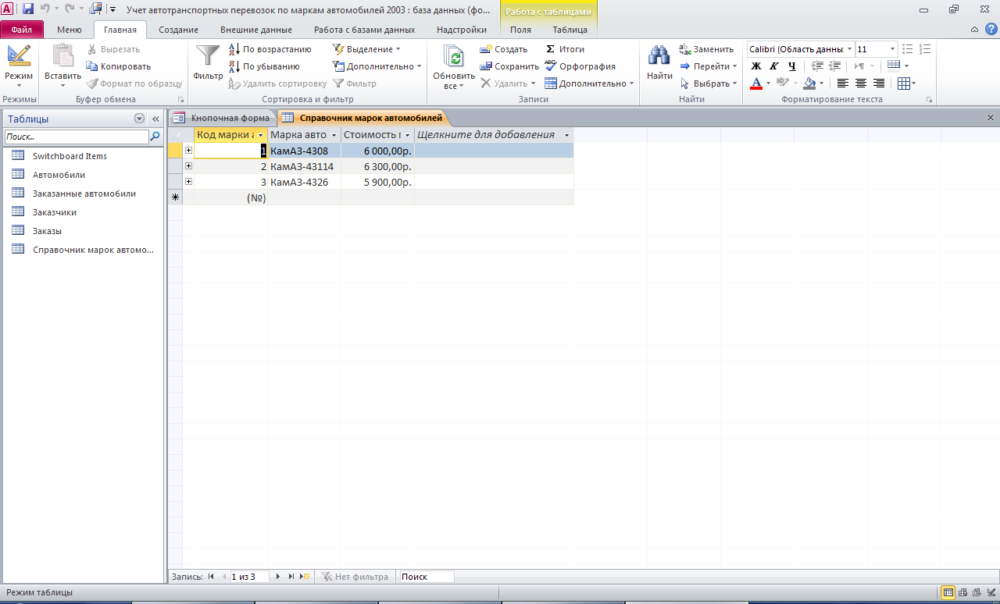 Учет автотранспортных перевозок по маркам автомобилей 2003 : база данных (фо...
Работа с таблицами
Файл Меню Главная Создание Внешние данные Работа с базами данных Надстройки Поля Таблица
Режим
Режимы
Вставить
Вырезать
Копировать
Формат по образцу
Буфер обмена
Фильтр
По возрастанию
По убыванию
Удалить сортировку
Выделение
Дополнительно
Фильтр
Сортировка и фильтр
Обновить
все
Создать
Сохранить
Удалить
Итоги
Орфография
Дополнительно
Записи
Найти
Заменить
Перейти
Выбрать
Найти
Calibri (Область данны: 11
Ж К Ч
Форматирование текста
Таблицы
Поиск...
Switchboard Items
Автомобили
Заказанные автомобили
Заказчики
Заказы
Справочник марок автомо...
Кнопочная форма Справочник марок автомобилей
Код марки а Марка авто Стоимость п Щелкните для добавления
1 КамАЗ-4308 6 000,00р.
2 КамАЗ-43114 6 300,00р.
3 КамАЗ-4326 5 900,00р.
(№)
Запись: 1 из 3 Нет фильтра Поиск
Режим таблицы